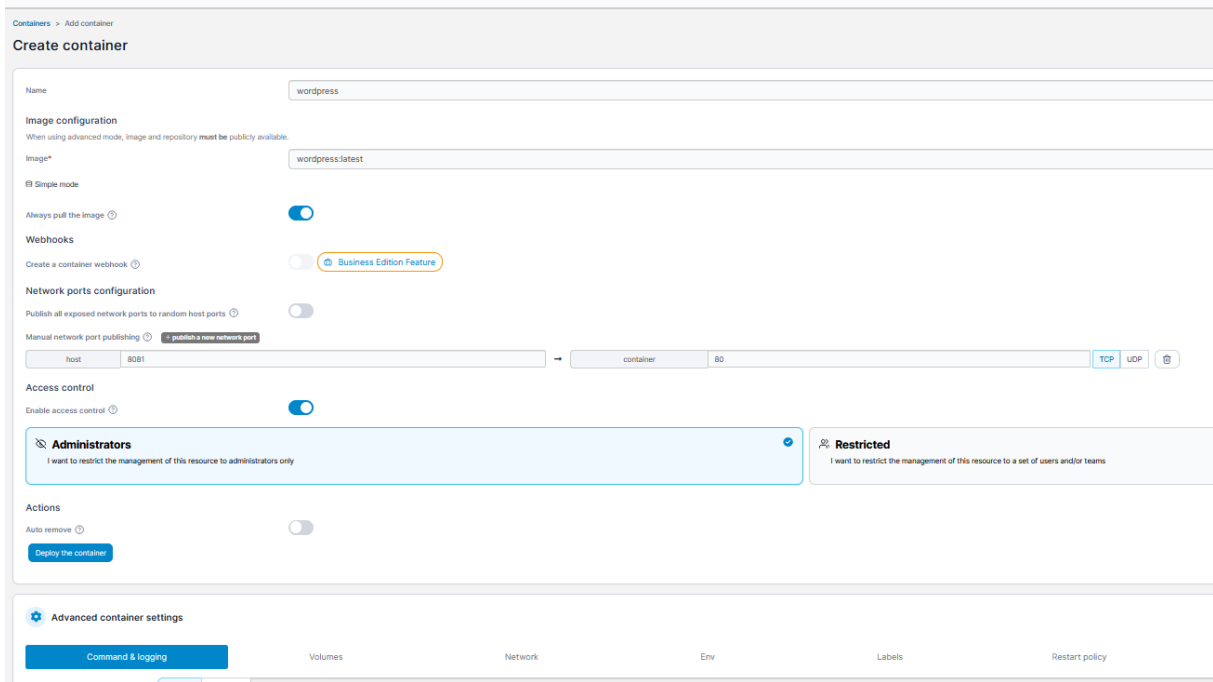 Containers > Add container
Create container
Name wordpress
Image configuration
When using advanced mode, image and repository must be publicly available.
Image* wordpress:latest
Simple mode
Always pull the image
Webhooks
Create a container webhook Business Edition Feature
Network ports configuration
Publish all exposed network ports to random host ports
Manual network port publishing + publish a new network port
host 8081 → container 80 TCP UDP
Access control
Enable access control
Administrators
I want to restrict the management of this resource to administrators only
Restricted
I want to restrict the management of this resource to a set of users and/or teams
Actions
Auto remove
Deploy the container
Advanced container settings
Command & logging Volumes Network Env Labels Restart policy